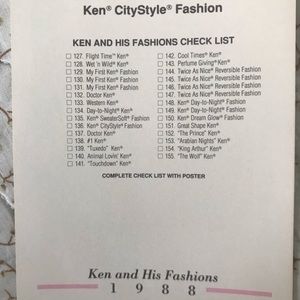 Ken® CityStyle® Fashion
KEN AND HIS FASHIONS CHECK LIST
127. Flight Time™ Ken®
128. Wet 'n Wild® Ken®
129. My First Ken® Fashion
130. My First Ken® Fashion
131. My First Ken® Fashion
132. Doctor Ken®
133. Western Ken®
134. Day-to-Night® Ken®
135. Ken® SweaterSoft® Fashion
136. Ken® CityStyle® Fashion
137. Doctor Ken®
138. #1 Ken®
139. "Tuxedo" Ken®
140. Animal Lovin' Ken®
141. "Touchdown" Ken®
142. Cool Times® Ken®
143. Perfume Giving® Ken®
144. Twice As Nice® Reversible Fashion
145. Twice As Nice® Reversible Fashion
146. Twice As Nice® Reversible Fashion
147. Twice As Nice® Reversible Fashion
148. Ken® Day-to-Night® Fashion
149. Ken® Day-to-Night® Fashion
150. Ken® Dream Glow® Fashion
151. Great Shape Ken®
152. "The Prince" Ken®
153. "Arabian Nights" Ken®
154. "King Arthur" Ken®
155. "The Wolf" Ken®
COMPLETE CHECK LIST WITH POSTER
Ken and His Fashions
1988